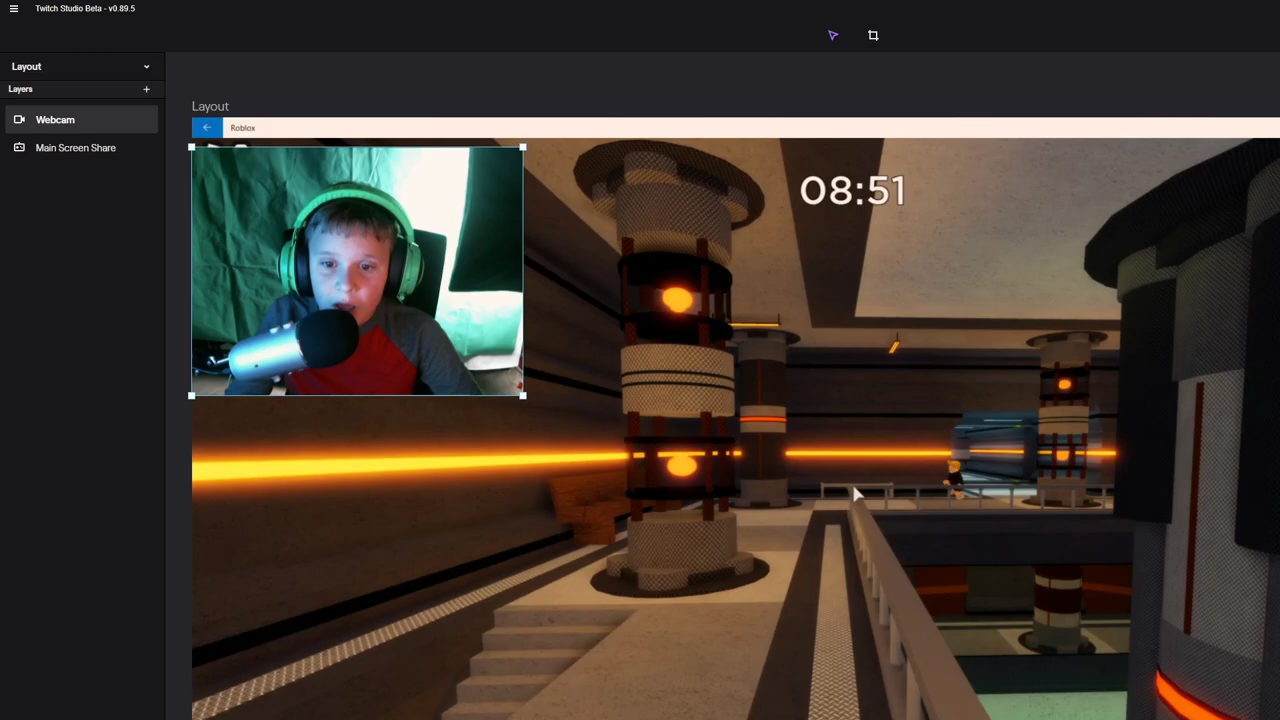 Twitch Studio Beta - v0.89.5
Layout
Layers +
Webcam
Main Screen Share
Layout
Roblox
08:51